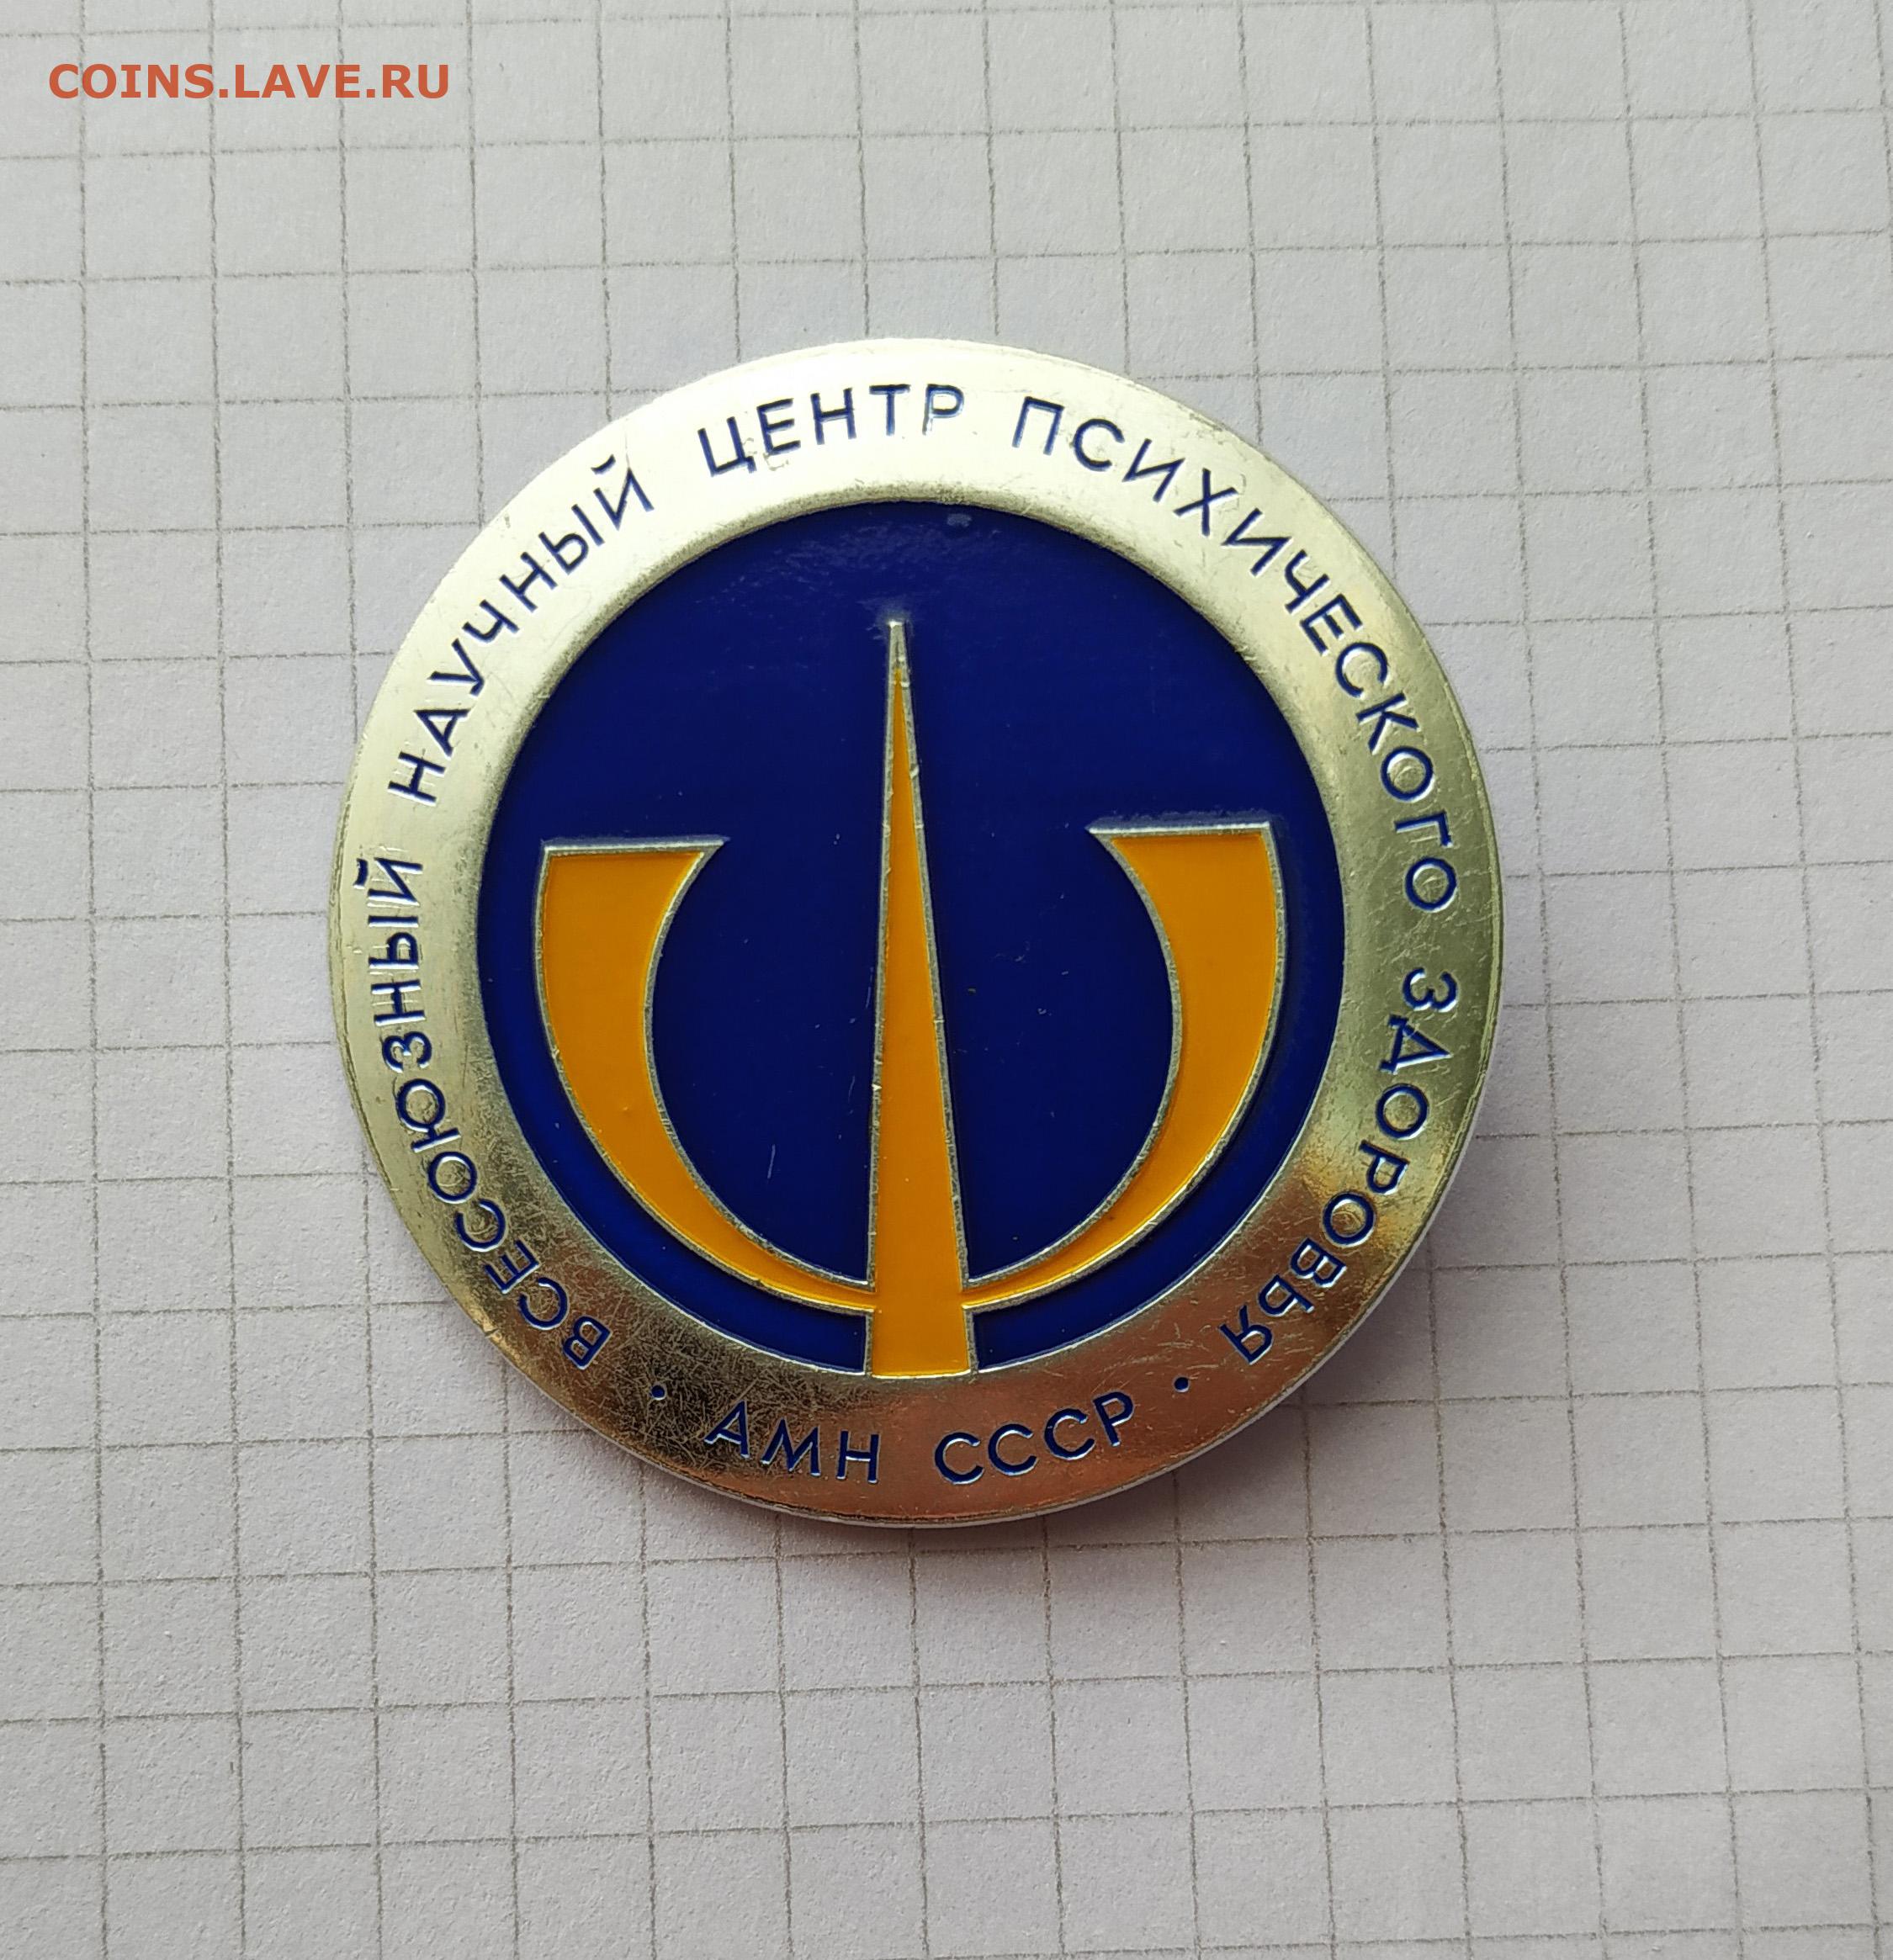 COINS.LAVE.RU
ВСЕСОЮЗНЫЙ НАУЧНЫЙ ЦЕНТР ПСИХИЧЕСКОГО ЗДОРОВЬЯ
· АМН СССР ·